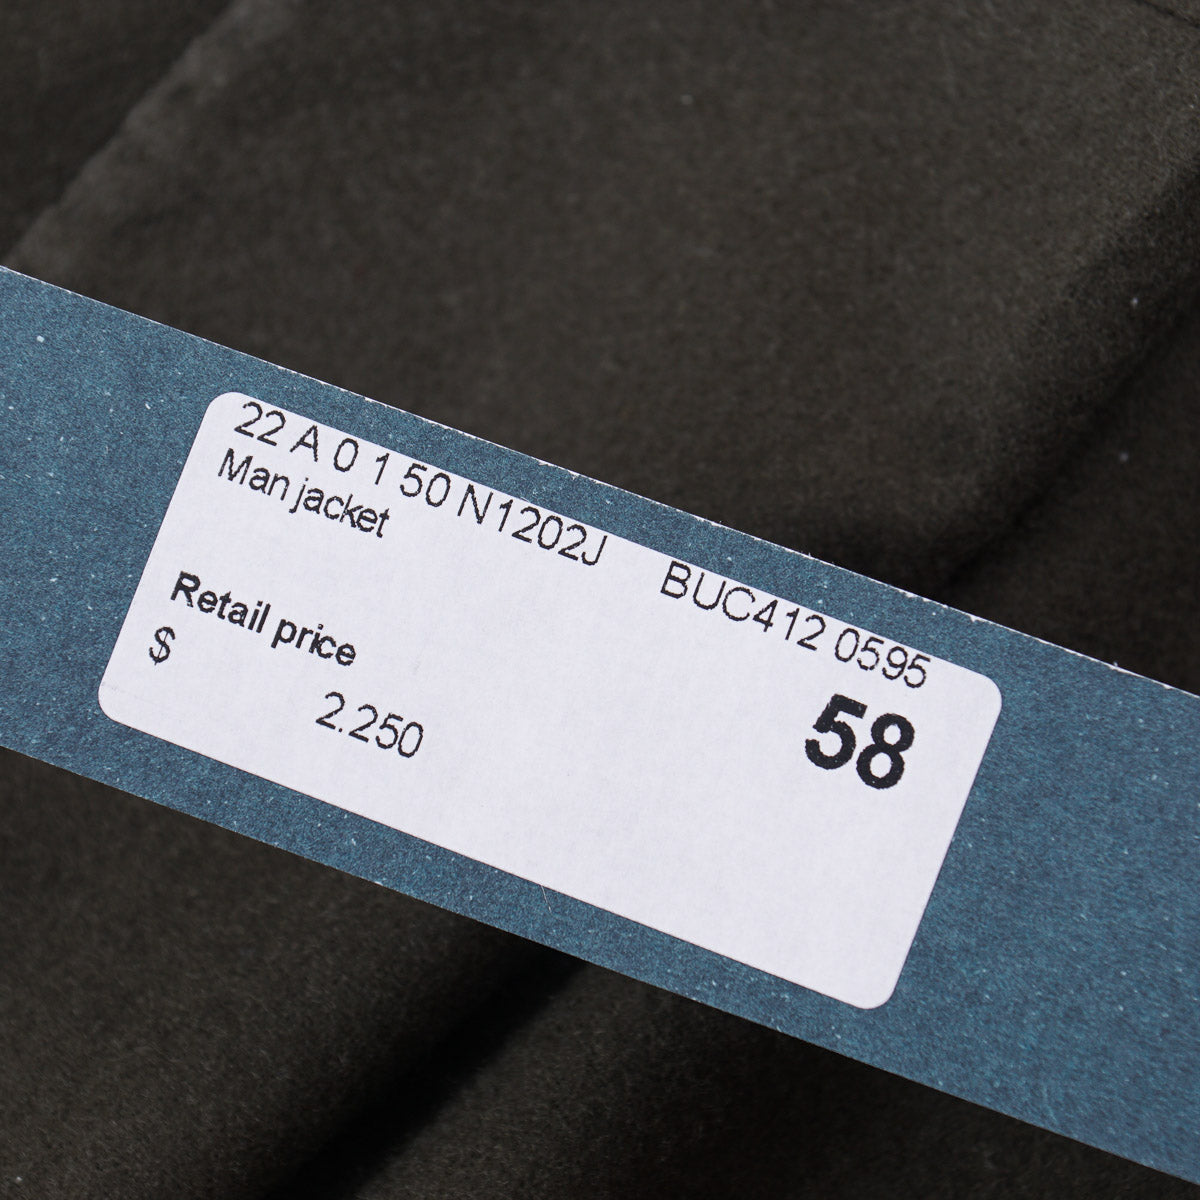 22 A 0 1 50 N1202J BUC412 0595
Man jacket
Retail price
$
2.250
58